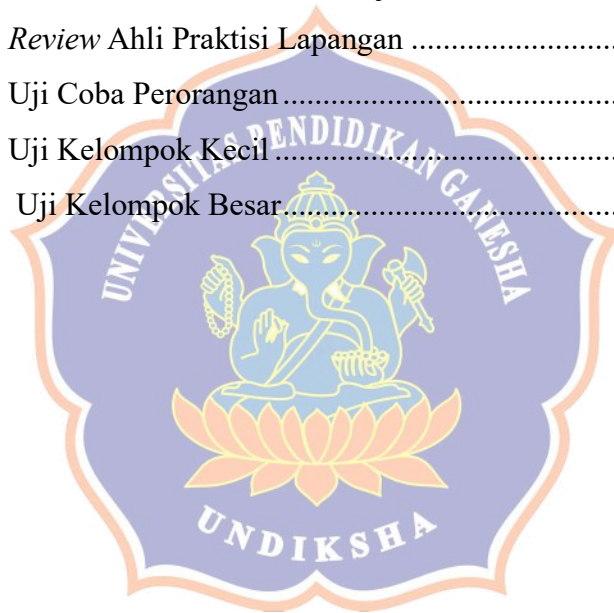 Review Ahli Praktisi Lapangan ........................
Uji Coba Perorangan ........................................
Uji Kelompok Kecil .........................................
Uji Kelompok Besar........................................
UNIVERSITAS PENDIDIKAN GANESHA
UNDIKSHA